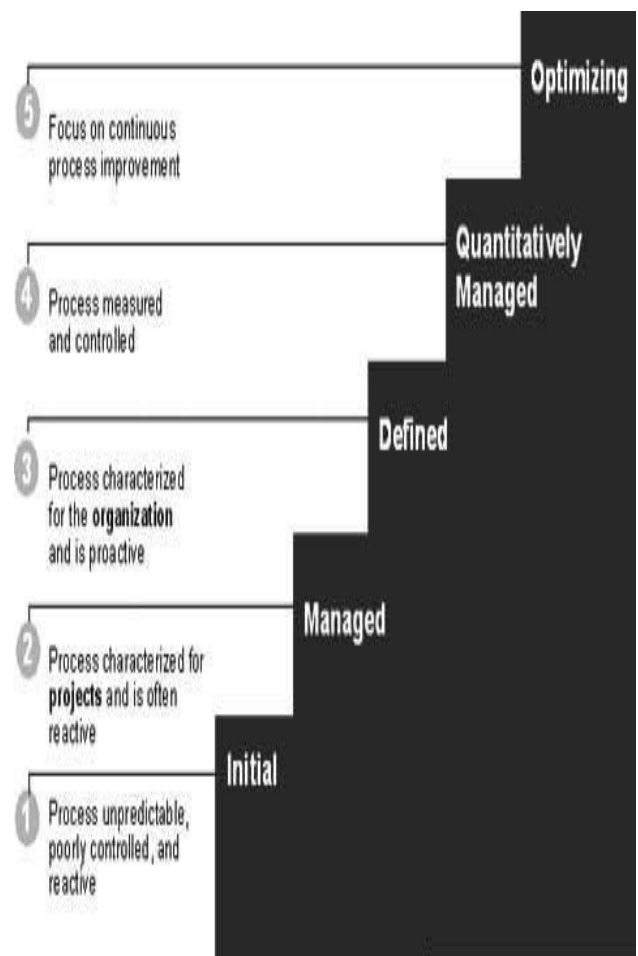 Optimizing
5
Focus on continuous
process improvement
Quantitatively
Managed
4
Process measured
and controlled
Defined
3
Process characterized
for the organization
and is proactive
Managed
2
Process characterized for
projects and is often
reactive
Initial
1
Process unpredictable,
poorly controlled, and
reactive